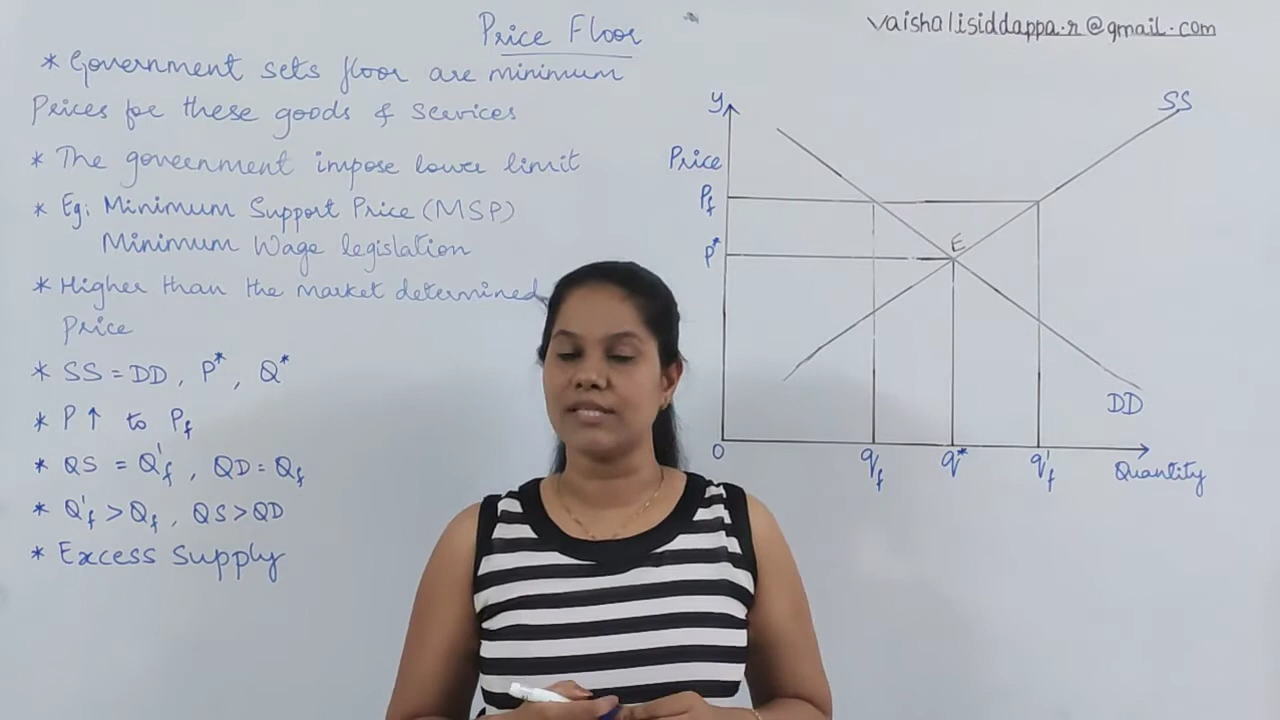 Price Floor
vaishalisiddappa.r@gmail.com
* Government sets floor are minimum
Prices for these goods & services
* The government impose lower limit
* Eg: Minimum Support Price (MSP)
Minimum Wage legislation
* Higher than the market determined
Price
* SS = DD, P*, Q*
* P ↑ to Pf
* QS = Q'f, QD = Qf
* Q'f > Qf, QS > QD
* Excess Supply
y
SS
Price
Pf
P*
E
DD
O
qf
q*
q'f
Quantity